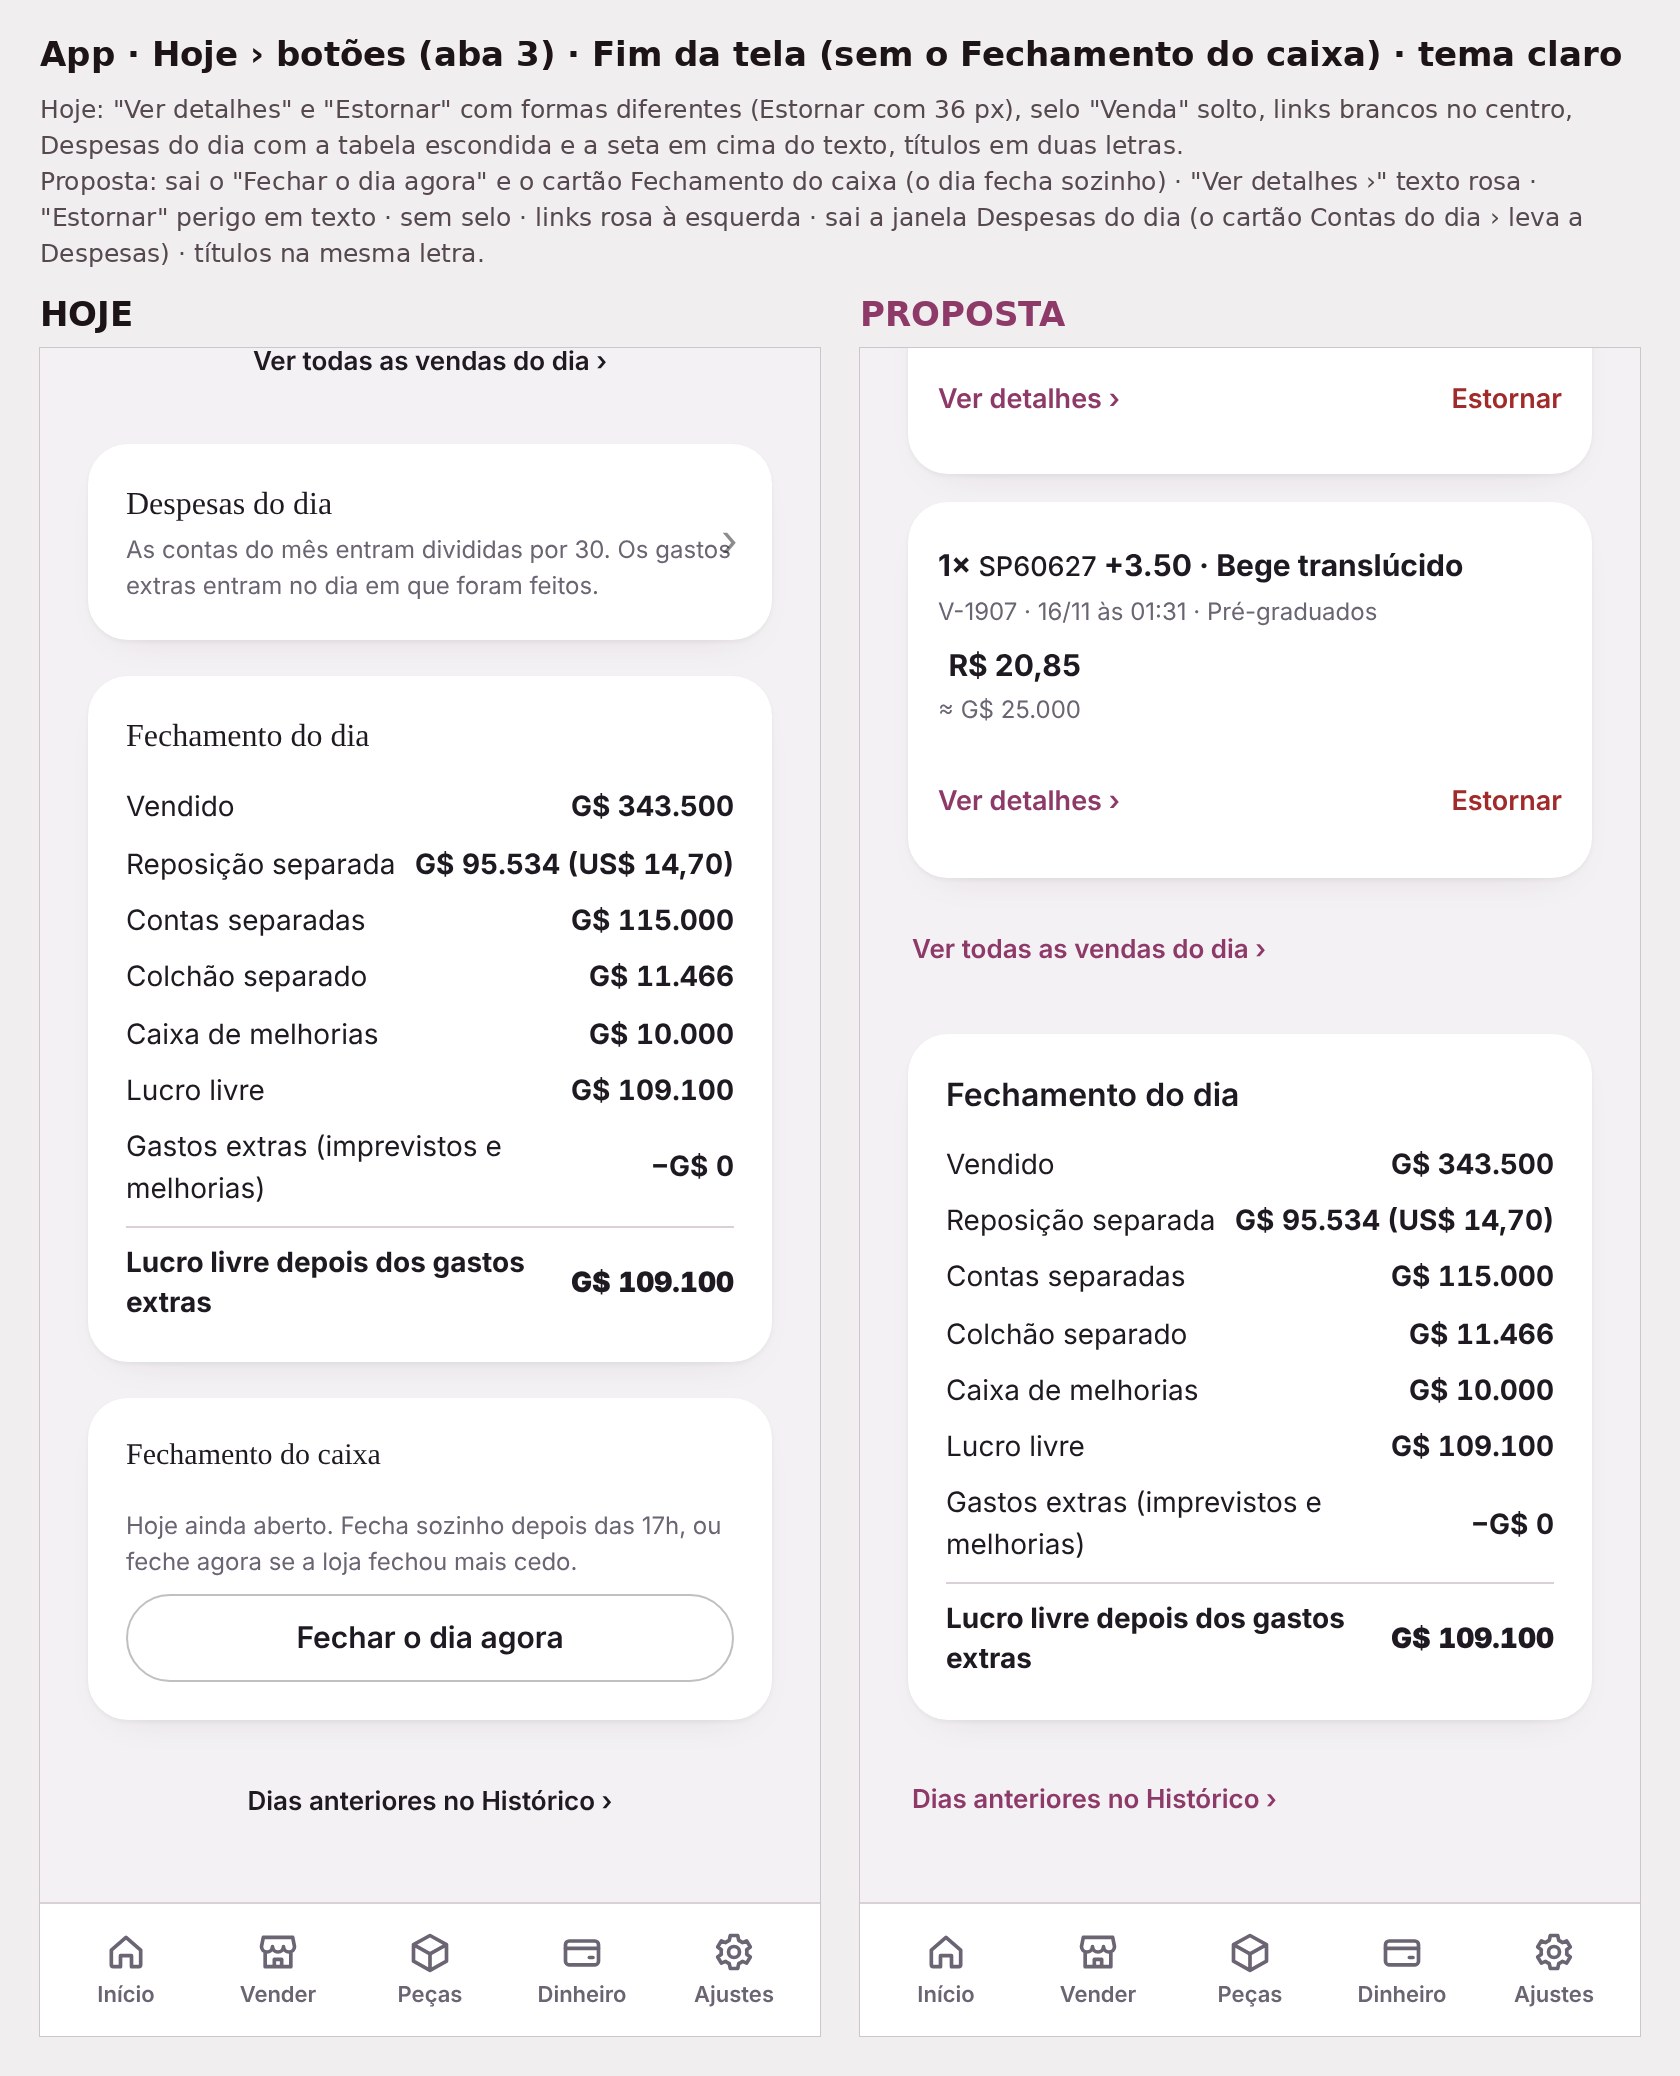 App · Hoje › botões (aba 3) · Fim da tela (sem o Fechamento do caixa) · tema claro
Hoje: "Ver detalhes" e "Estornar" com formas diferentes (Estornar com 36 px), selo "Venda" solto, links brancos no centro,
Despesas do dia com a tabela escondida e a seta em cima do texto, títulos em duas letras.
Proposta: sai o "Fechar o dia agora" e o cartão Fechamento do caixa (o dia fecha sozinho) · "Ver detalhes ›" texto rosa ·
"Estornar" perigo em texto · sem selo · links rosa à esquerda · sai a janela Despesas do dia (o cartão Contas do dia › leva a
Despesas) · títulos na mesma letra.
HOJE
Ver todas as vendas do dia ›
Despesas do dia
As contas do mês entram divididas por 30. Os gastos ›
extras entram no dia em que foram feitos.
Fechamento do dia
Vendido G$ 343.500
Reposição separada G$ 95.534 (US$ 14,70)
Contas separadas G$ 115.000
Colchão separado G$ 11.466
Caixa de melhorias G$ 10.000
Lucro livre G$ 109.100
Gastos extras (imprevistos e
melhorias) −G$ 0
Lucro livre depois dos gastos
extras G$ 109.100
Fechamento do caixa
Hoje ainda aberto. Fecha sozinho depois das 17h, ou
feche agora se a loja fechou mais cedo.
Fechar o dia agora
Dias anteriores no Histórico ›
Início Vender Peças Dinheiro Ajustes
PROPOSTA
Ver detalhes › Estornar
1× SP60627 +3.50 · Bege translúcido
V-1907 · 16/11 às 01:31 · Pré-graduados
R$ 20,85
≈ G$ 25.000
Ver detalhes › Estornar
Ver todas as vendas do dia ›
Fechamento do dia
Vendido G$ 343.500
Reposição separada G$ 95.534 (US$ 14,70)
Contas separadas G$ 115.000
Colchão separado G$ 11.466
Caixa de melhorias G$ 10.000
Lucro livre G$ 109.100
Gastos extras (imprevistos e
melhorias) −G$ 0
Lucro livre depois dos gastos
extras G$ 109.100
Dias anteriores no Histórico ›
Início Vender Peças Dinheiro Ajustes